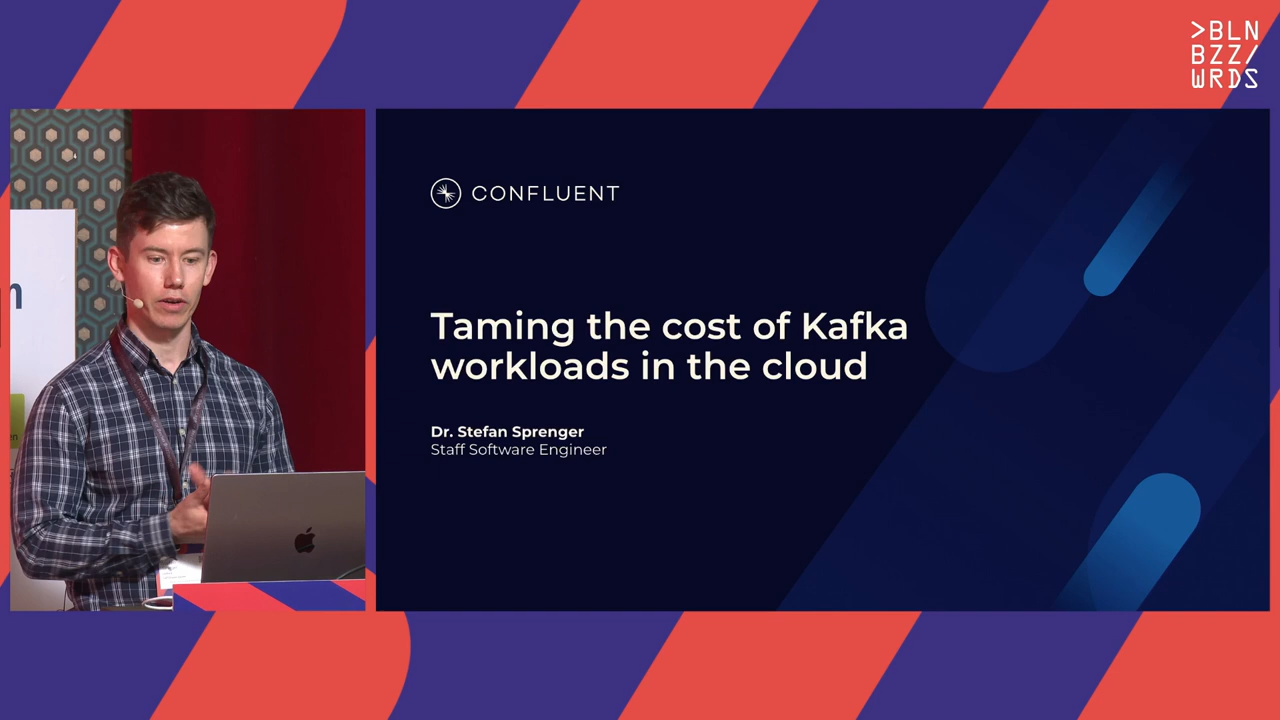 >BLN
BZZ/
WRDS
CONFLUENT
Taming the cost of Kafka
workloads in the cloud
Dr. Stefan Sprenger
Staff Software Engineer